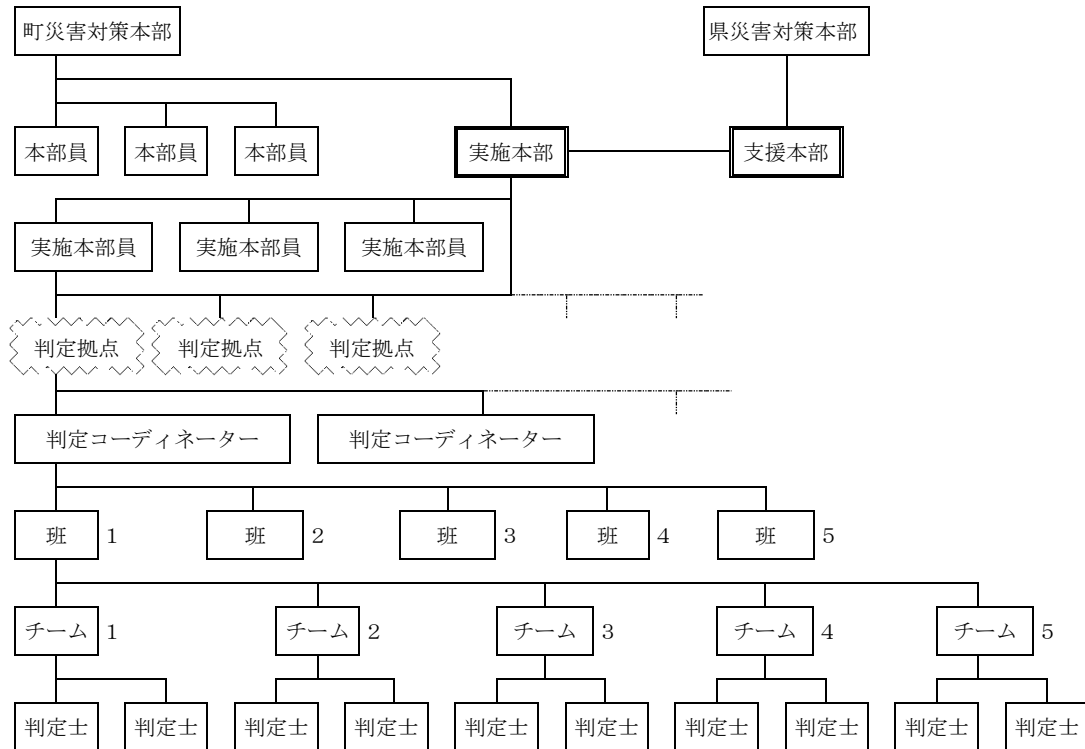 町災害対策本部 県災害対策本部
本部員 本部員 本部員 実施本部 支援本部
実施本部員 実施本部員 実施本部員
判定拠点 判定拠点 判定拠点
判定コーディネーター 判定コーディネーター
班 1 班 2 班 3 班 4 班 5
チーム 1 チーム 2 チーム 3 チーム 4 チーム 5
判定士 判定士 判定士 判定士 判定士 判定士 判定士 判定士 判定士 判定士